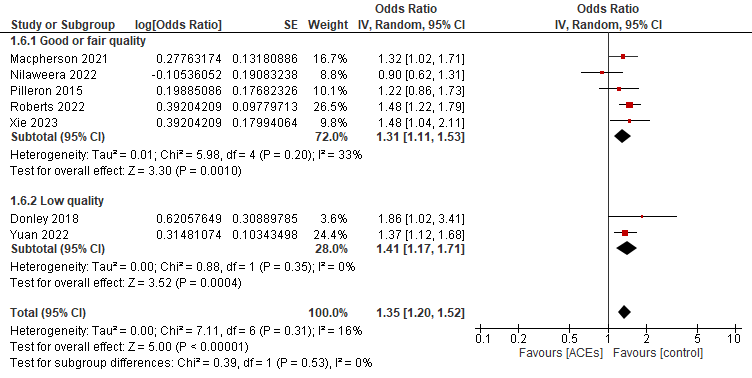 Odds Ratio Odds Ratio
Study or Subgroup log[Odds Ratio] SE Weight IV, Random, 95% CI IV, Random, 95% CI
1.6.1 Good or fair quality
Macpherson 2021 0.27763174 0.13180886 16.7% 1.32 [1.02, 1.71]
Nilaweera 2022 -0.10536052 0.19083238 8.8% 0.90 [0.62, 1.31]
Pilleron 2015 0.19885086 0.17682326 10.1% 1.22 [0.86, 1.73]
Roberts 2022 0.39204209 0.09779713 26.5% 1.48 [1.22, 1.79]
Xie 2023 0.39204209 0.17994064 9.8% 1.48 [1.04, 2.11]
Subtotal (95% CI) 72.0% 1.31 [1.11, 1.53]
Heterogeneity: Tau² = 0.01; Chi² = 5.98, df = 4 (P = 0.20); I² = 33%
Test for overall effect: Z = 3.30 (P = 0.0010)
1.6.2 Low quality
Donley 2018 0.62057649 0.30889785 3.6% 1.86 [1.02, 3.41]
Yuan 2022 0.31481074 0.10343498 24.4% 1.37 [1.12, 1.68]
Subtotal (95% CI) 28.0% 1.41 [1.17, 1.71]
Heterogeneity: Tau² = 0.00; Chi² = 0.88, df = 1 (P = 0.35); I² = 0%
Test for overall effect: Z = 3.52 (P = 0.0004)
Total (95% CI) 100.0% 1.35 [1.20, 1.52]
Heterogeneity: Tau² = 0.00; Chi² = 7.11, df = 6 (P = 0.31); I² = 16%
Test for overall effect: Z = 5.00 (P < 0.00001)
Test for subgroup differences: Chi² = 0.39, df = 1 (P = 0.53), I² = 0%
0.1 0.2 0.5 1 2 5 10
Favours [ACEs] Favours [control]